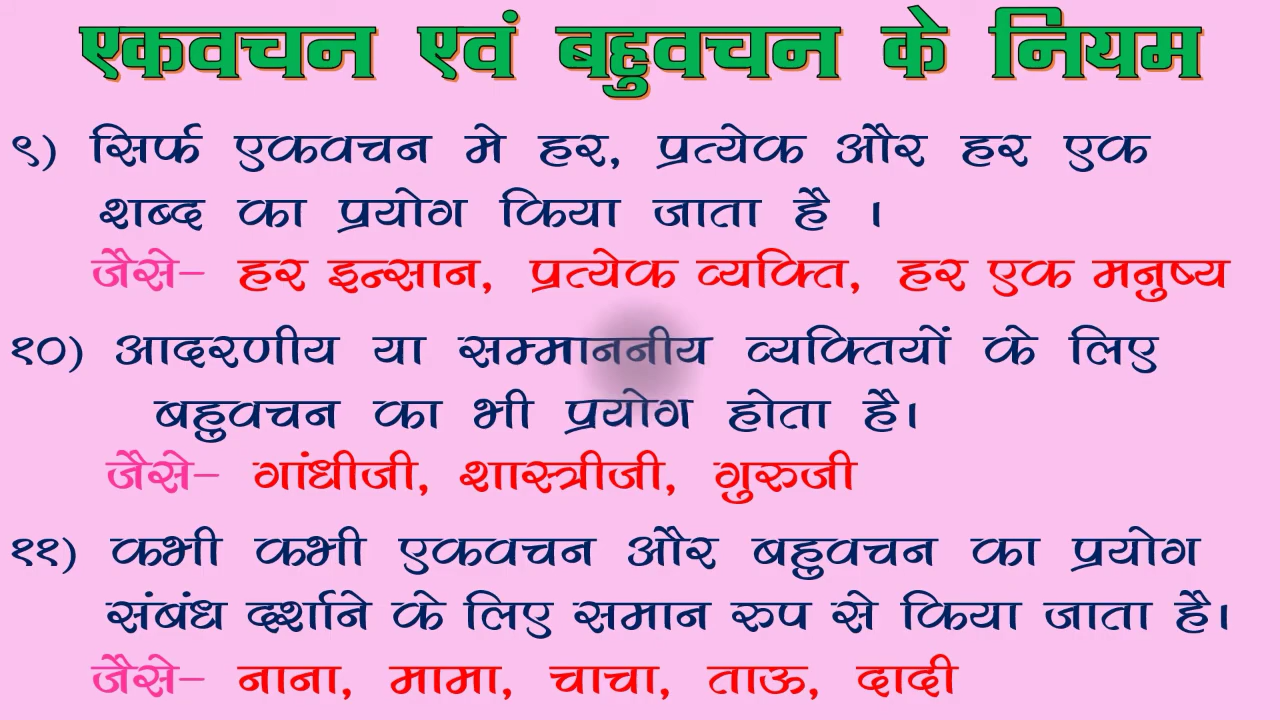 एकवचन एवं बहुवचन के नियम
९) सिर्फ एकवचन मे हर, प्रत्येक और हर एक
शब्द का प्रयोग किया जाता है ।
जैसे- हर इन्सान, प्रत्येक व्यक्ति, हर एक मनुष्य
१०) आदरणीय या सम्माननीय व्यक्तियों के लिए
बहुवचन का भी प्रयोग होता है।
जैसे- गांधीजी, शास्त्रीजी, गुरुजी
११) कभी कभी एकवचन और बहुवचन का प्रयोग
संबंध दर्शाने के लिए समान रुप से किया जाता है।
जैसे- नाना, मामा, चाचा, ताऊ, दादी